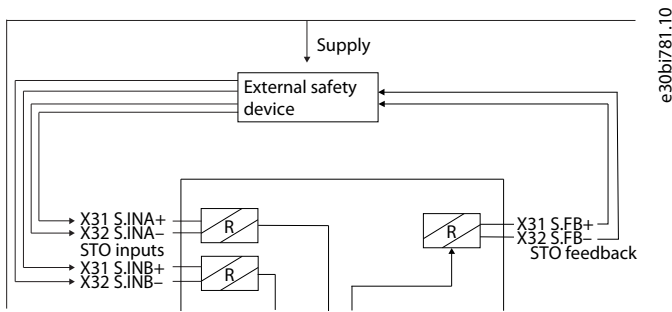 Supply
External safety
device
X31 S.INA+
X32 S.INA–
STO inputs
X31 S.INB+
X32 S.INB–
R
R
R
X31 S.FB+
X32 S.FB–
STO feedback
e30bi781.10